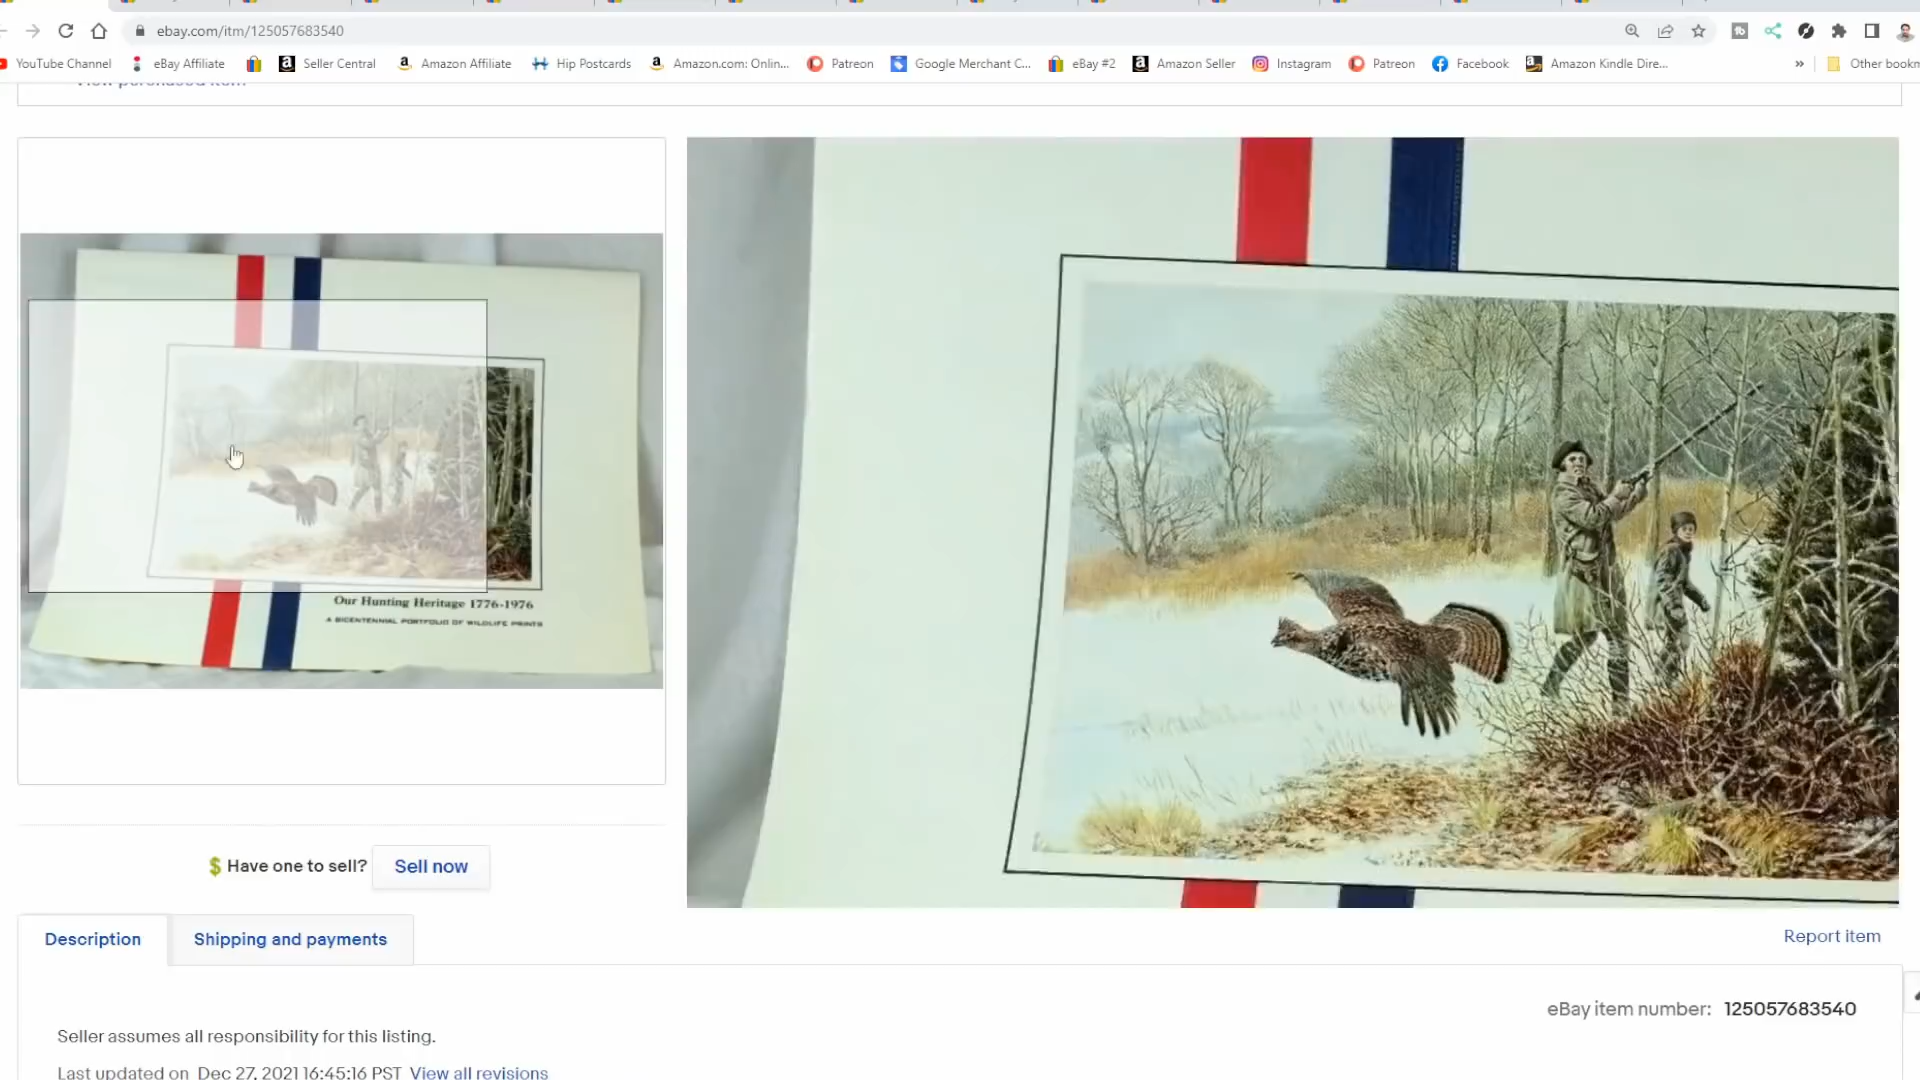 ebay.com/itm/125057683540
YouTube Channel
eBay Affiliate
Seller Central
Amazon Affiliate
Hip Postcards
Amazon.com: Onlin...
Patreon
Google Merchant C...
eBay #2
Amazon Seller
Instagram
Patreon
Facebook
Amazon Kindle Dire...
»
Other bookm
View purchased item
Our Hunting Heritage 1776-1976
A BICENTENNIAL PORTFOLIO OF WILDLIFE PRINTS
Have one to sell? Sell now
Description
Shipping and payments
Report item
eBay item number: 125057683540
Seller assumes all responsibility for this listing.
Last updated on Dec 27, 2021 16:45:16 PST View all revisions